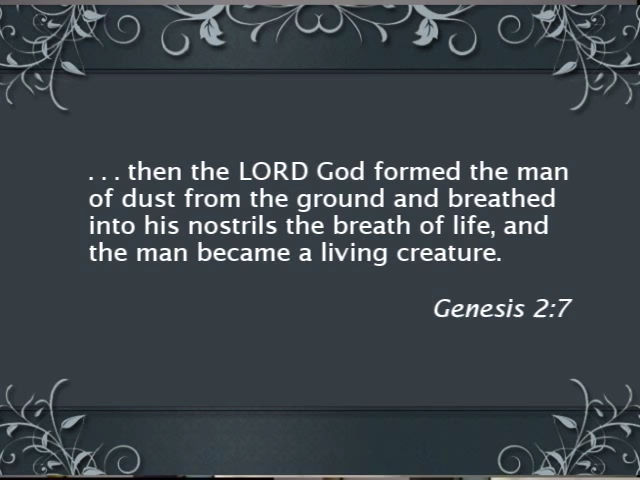 . . . then the LORD God formed the man
of dust from the ground and breathed
into his nostrils the breath of life, and
the man became a living creature.
Genesis 2:7